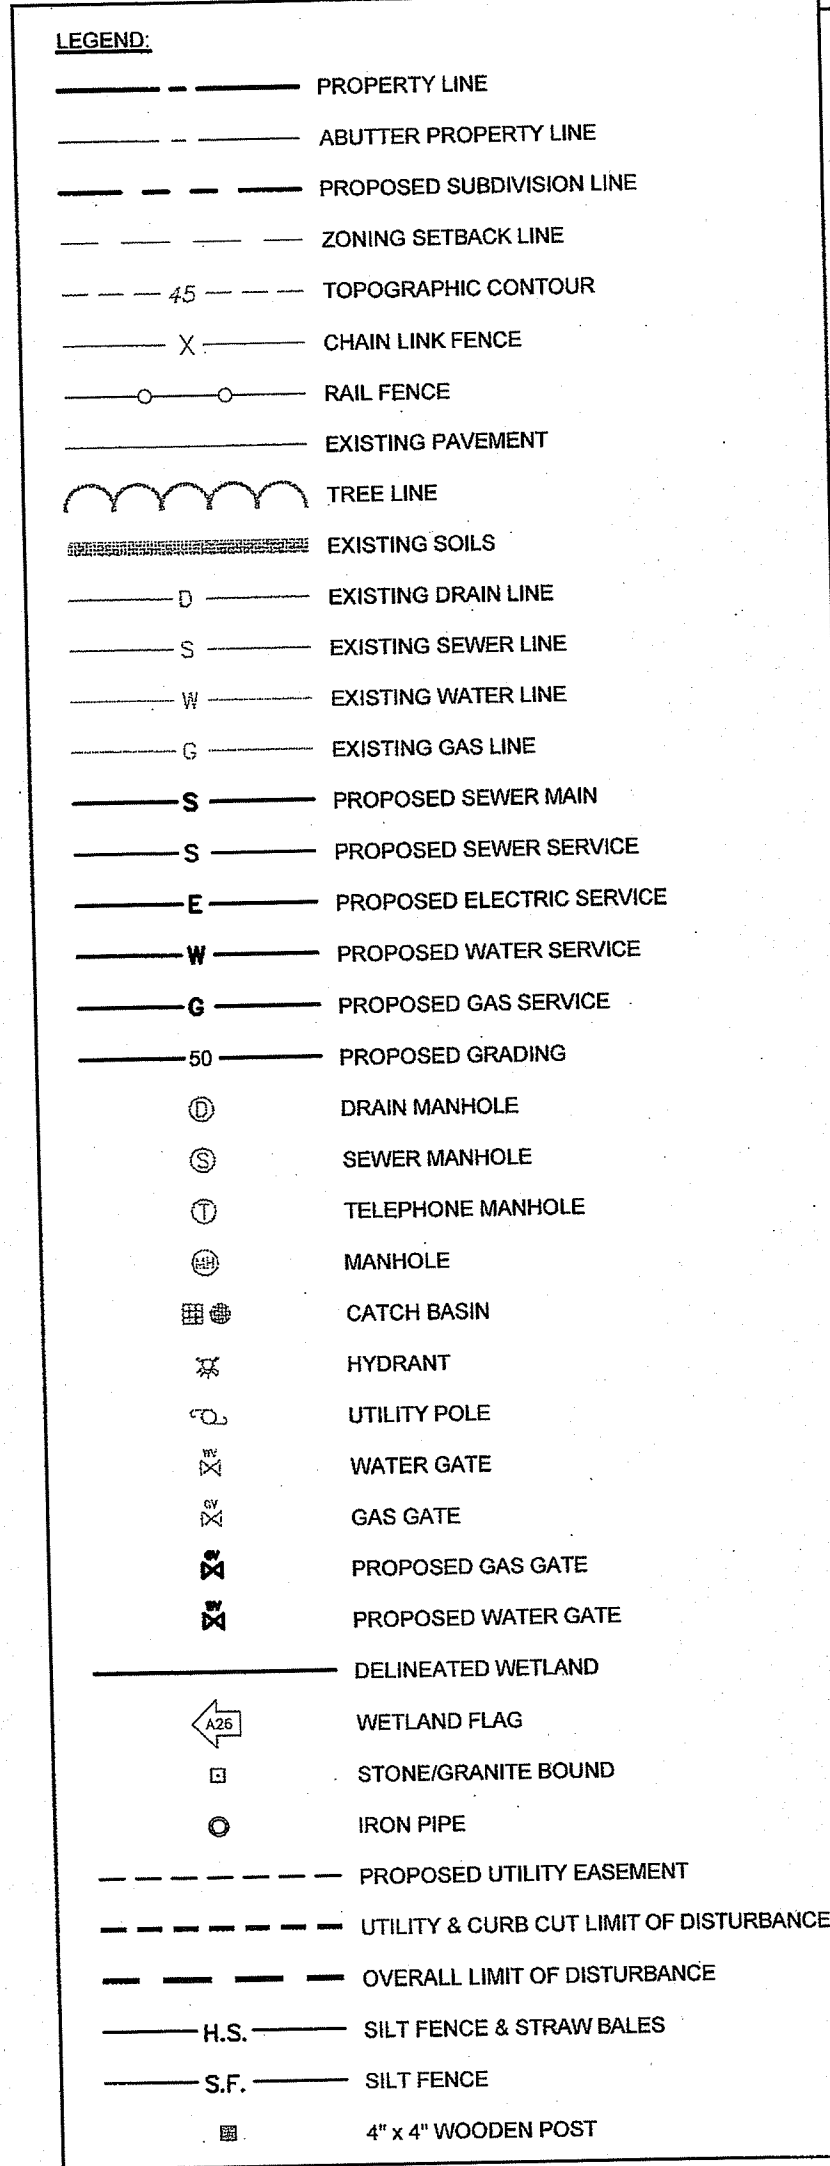 LEGEND:
PROPERTY LINE
ABUTTER PROPERTY LINE
PROPOSED SUBDIVISION LINE
ZONING SETBACK LINE
45 TOPOGRAPHIC CONTOUR
X CHAIN LINK FENCE
RAIL FENCE
EXISTING PAVEMENT
TREE LINE
EXISTING SOILS
D EXISTING DRAIN LINE
S EXISTING SEWER LINE
W EXISTING WATER LINE
G EXISTING GAS LINE
S PROPOSED SEWER MAIN
S PROPOSED SEWER SERVICE
E PROPOSED ELECTRIC SERVICE
W PROPOSED WATER SERVICE
G PROPOSED GAS SERVICE
50 PROPOSED GRADING
D DRAIN MANHOLE
S SEWER MANHOLE
T TELEPHONE MANHOLE
MH MANHOLE
CATCH BASIN
HYDRANT
UTILITY POLE
WV WATER GATE
GV GAS GATE
GV PROPOSED GAS GATE
WV PROPOSED WATER GATE
DELINEATED WETLAND
A26 WETLAND FLAG
STONE/GRANITE BOUND
IRON PIPE
PROPOSED UTILITY EASEMENT
UTILITY & CURB CUT LIMIT OF DISTURBANCE
OVERALL LIMIT OF DISTURBANCE
H.S. SILT FENCE & STRAW BALES
S.F. SILT FENCE
4" x 4" WOODEN POST